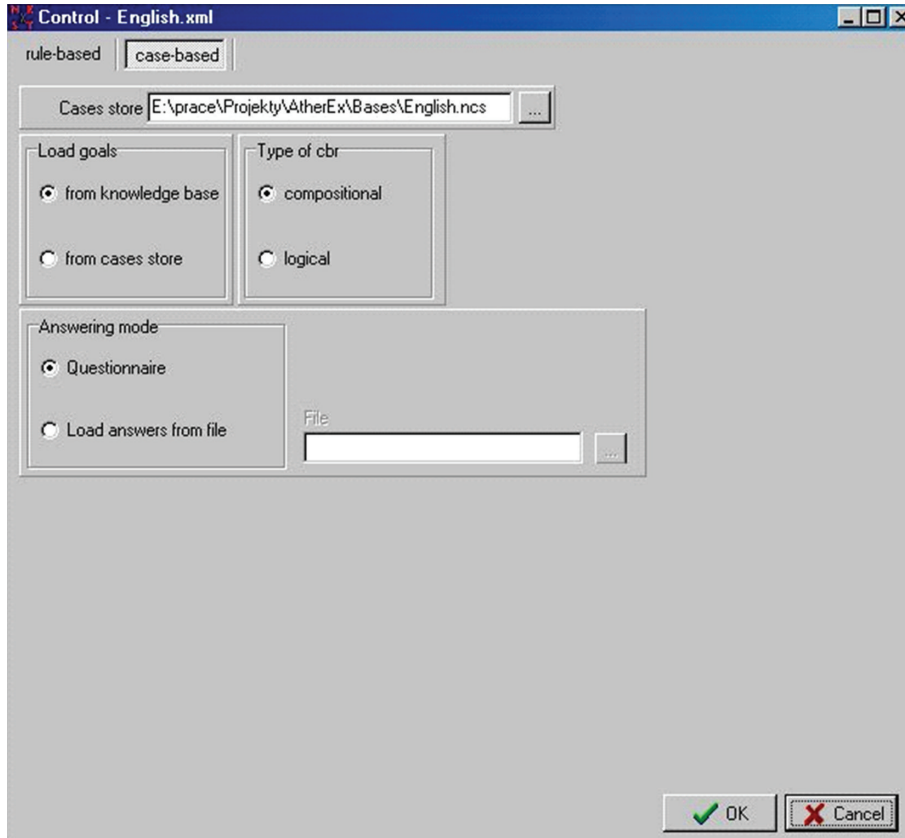 Control - English.xml
rule-based case-based
Cases store E:\prace\Projekty\AtherEx\Bases\English.ncs ...
Load goals
from knowledge base
from cases store
Type of cbr
compositional
logical
Answering mode
Questionnaire
Load answers from file
File
...
OK Cancel